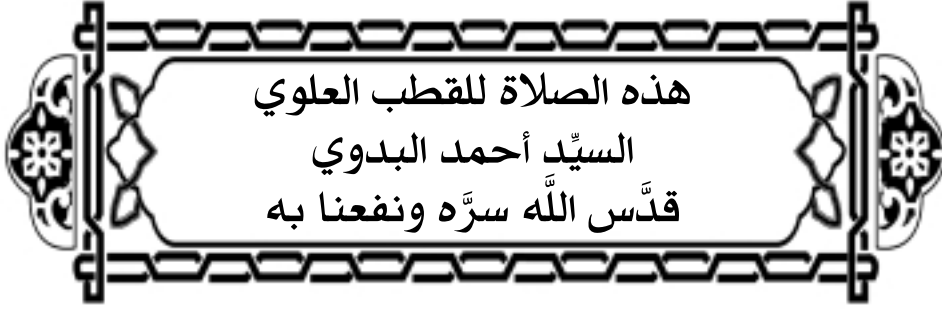 هذه الصلاة للقطب العلوي
السيِّد أحمد البدوي
قدَّس اللَّه سرَّه ونفعنا به